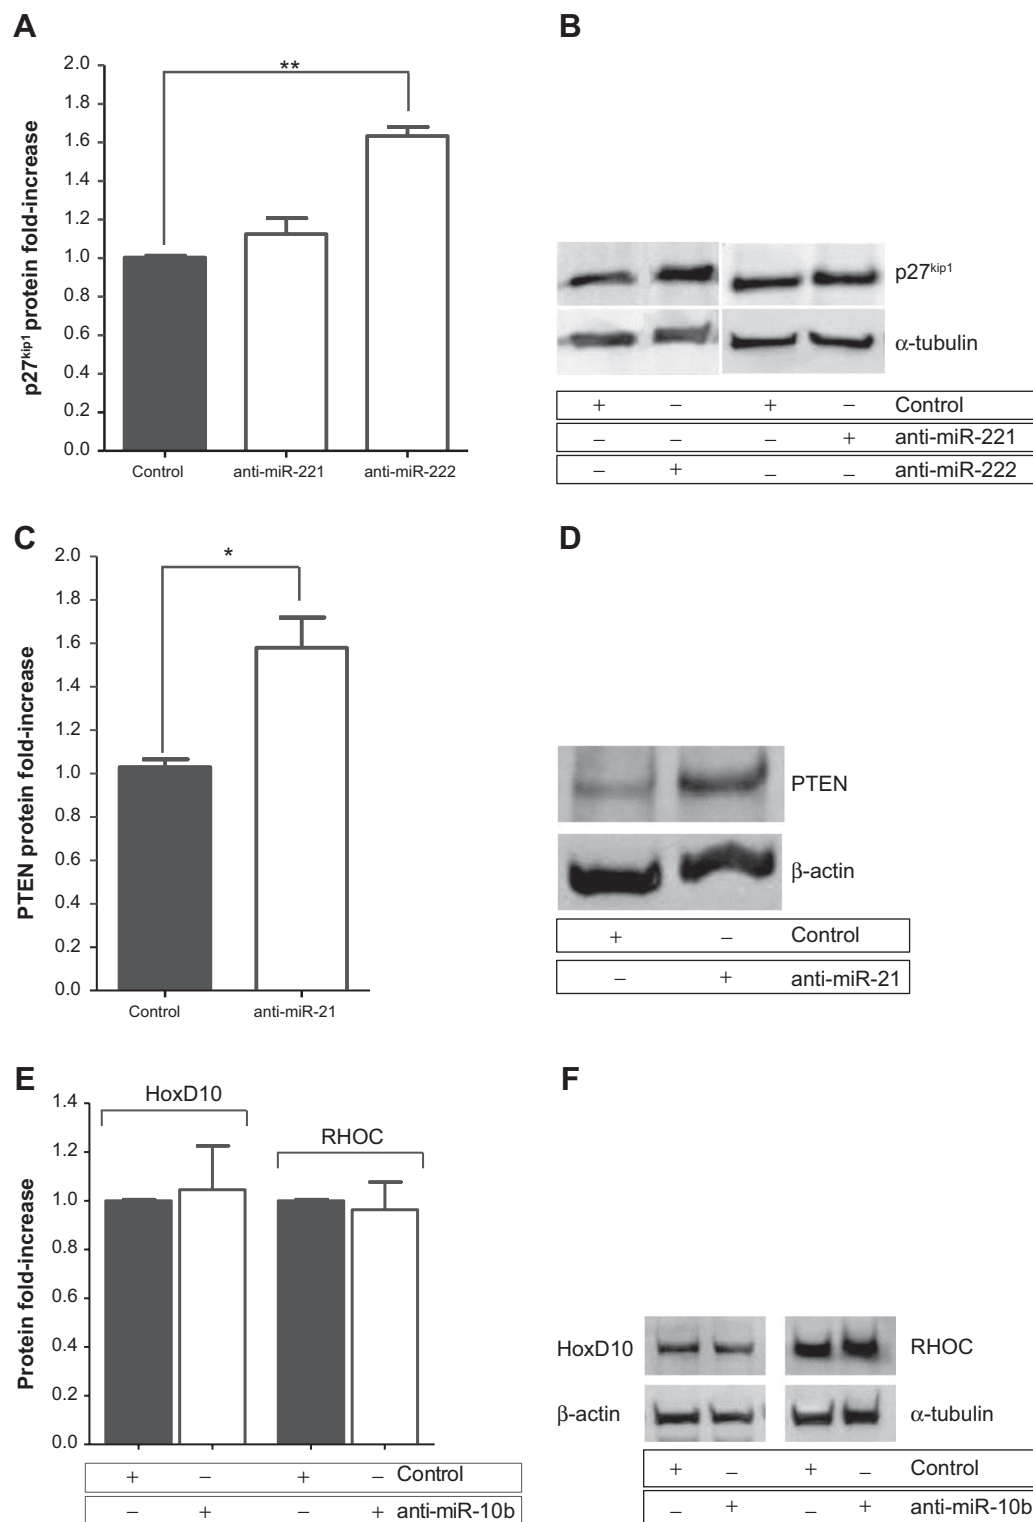 A
p27kip1 protein fold-increase
2.0
1.8
1.6
1.4
1.2
1.0
0.8
0.6
0.4
0.2
0.0
**
Control anti-miR-221 anti-miR-222
B
p27kip1
α-tubulin
+ – + – Control
– – – + anti-miR-221
– + – – anti-miR-222
C
PTEN protein fold-increase
2.0
1.8
1.6
1.4
1.2
1.0
0.8
0.6
0.4
0.2
0.0
*
Control anti-miR-21
D
PTEN
β-actin
+ – Control
– + anti-miR-21
E
Protein fold-increase
1.4
1.2
1.0
0.8
0.6
0.4
0.2
0.0
HoxD10
RHOC
+ – + – Control
– + – + anti-miR-10b
F
HoxD10 RHOC
β-actin α-tubulin
+ – + – Control
– + – + anti-miR-10b